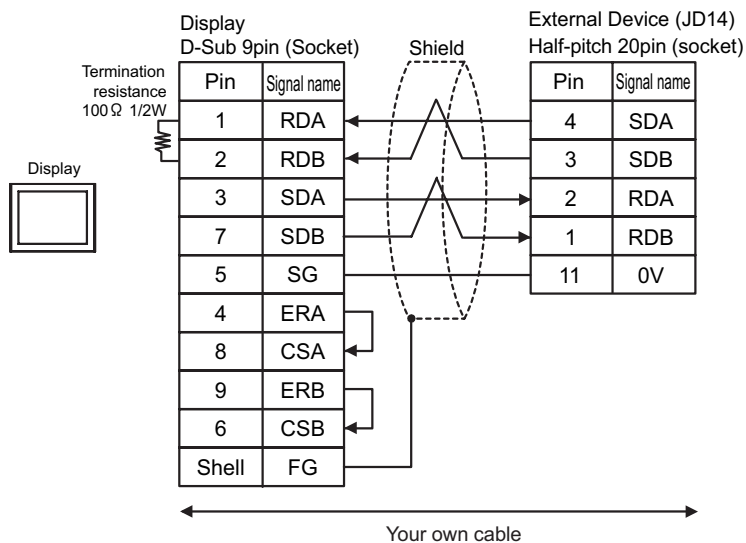 Display
D-Sub 9pin (Socket)
Shield
External Device (JD14)
Half-pitch 20pin (socket)
Termination
resistance
100Ω 1/2W
Display
Pin Signal name
1 RDA
2 RDB
3 SDA
7 SDB
5 SG
4 ERA
8 CSA
9 ERB
6 CSB
Shell FG
Pin Signal name
4 SDA
3 SDB
2 RDA
1 RDB
11 0V
Your own cable